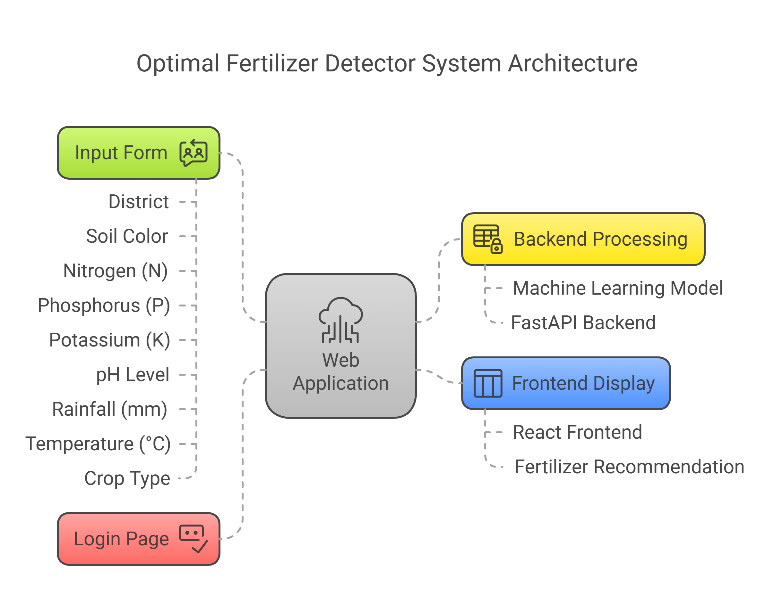 Optimal Fertilizer Detector System Architecture
Input Form
District
Soil Color
Nitrogen (N)
Phosphorus (P)
Potassium (K)
pH Level
Rainfall (mm)
Temperature (°C)
Crop Type
Login Page
Web
Application
Backend Processing
Machine Learning Model
FastAPI Backend
Frontend Display
React Frontend
Fertilizer Recommendation